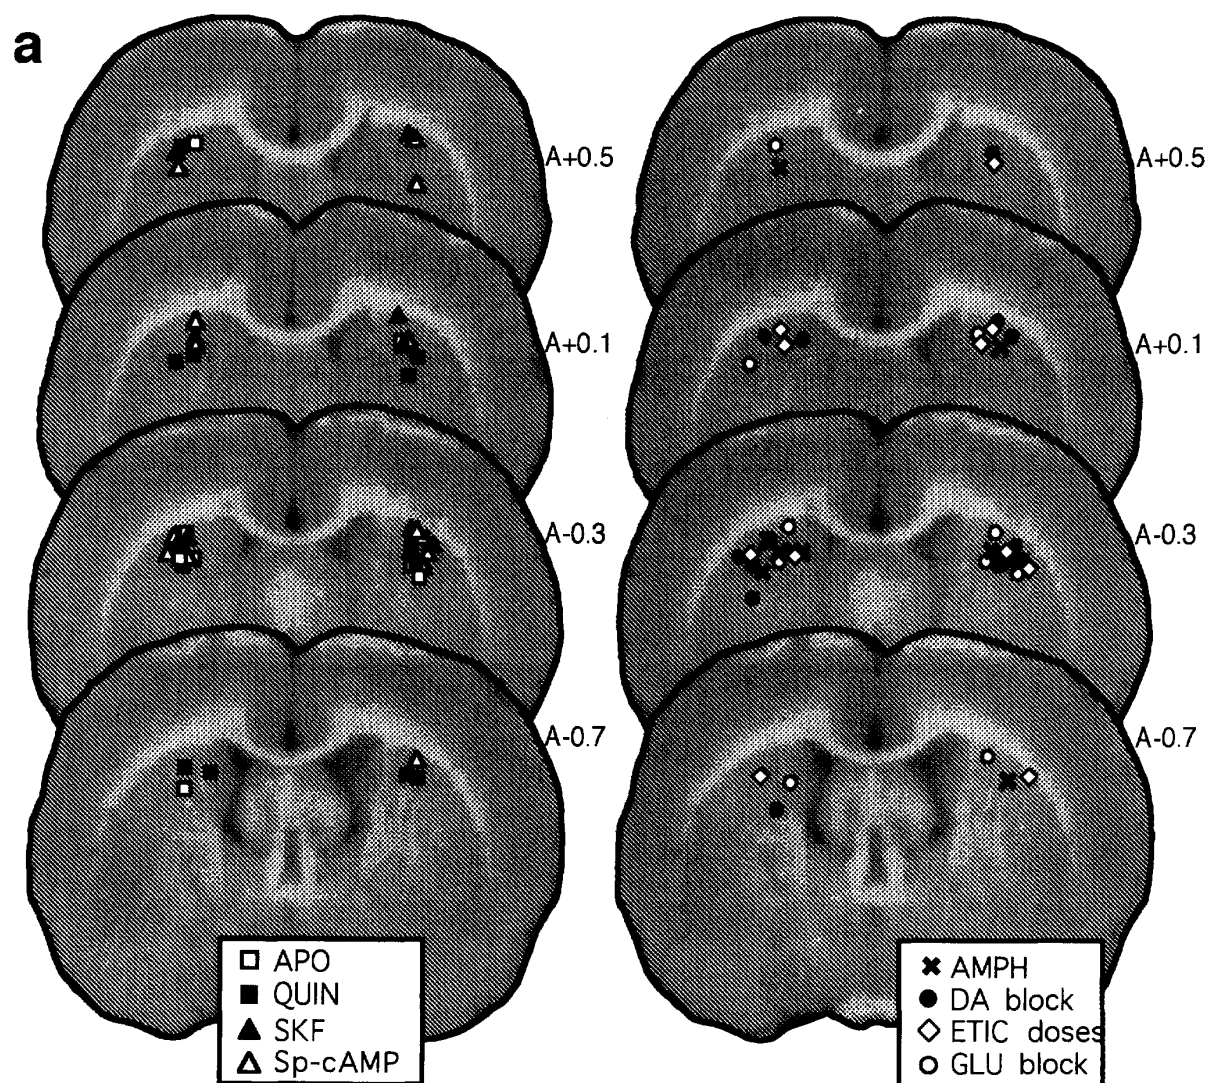 a
A+0.5
A+0.1
A-0.3
A-0.7
APO
QUIN
SKF
Sp-cAMP
A+0.5
A+0.1
A-0.3
A-0.7
AMPH
DA block
ETIC doses
GLU block